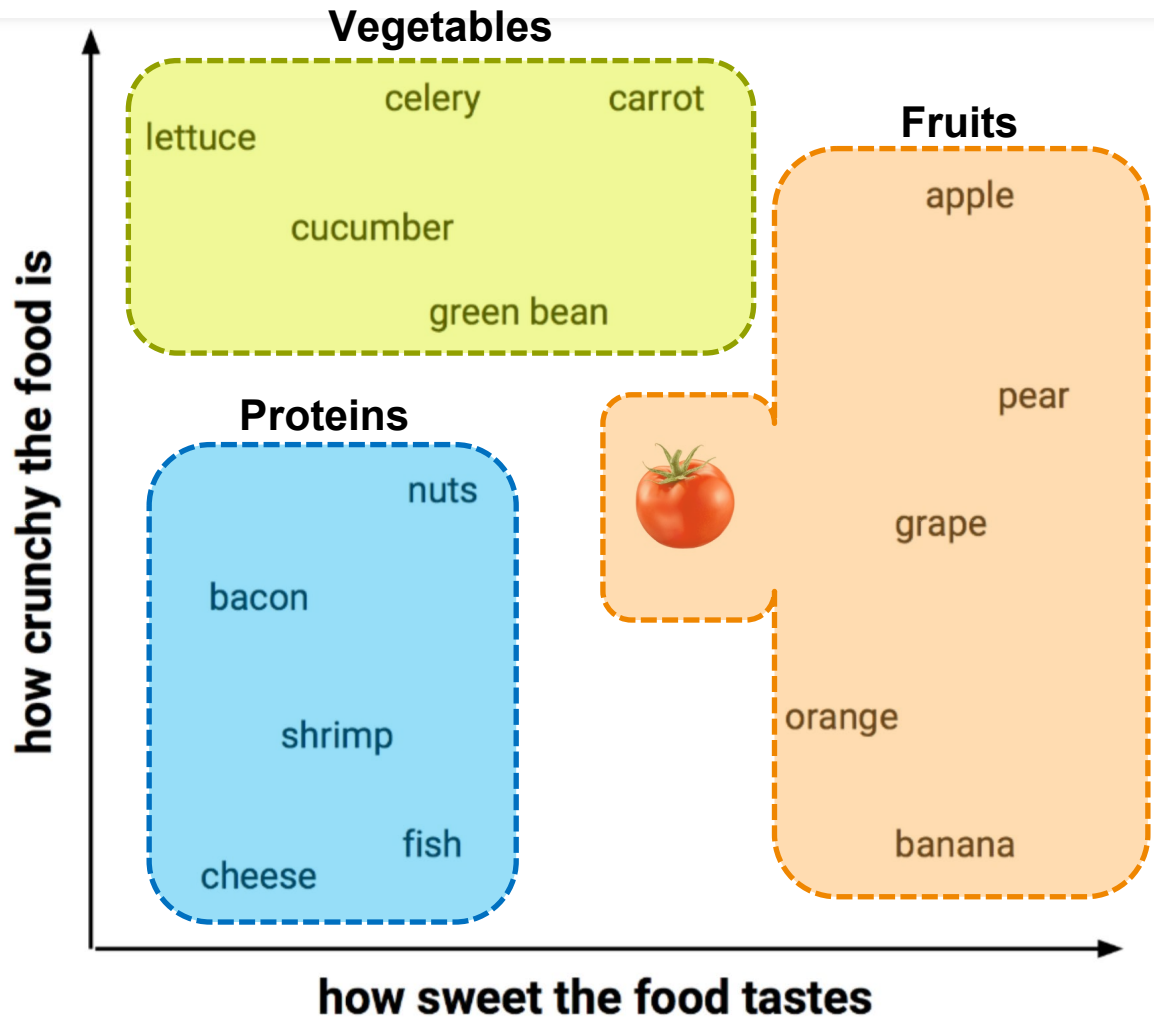 Vegetables
celery
carrot
lettuce
cucumber
green bean
Fruits
apple
pear
grape
orange
banana
Proteins
nuts
bacon
shrimp
fish
cheese
how crunchy the food is
how sweet the food tastes